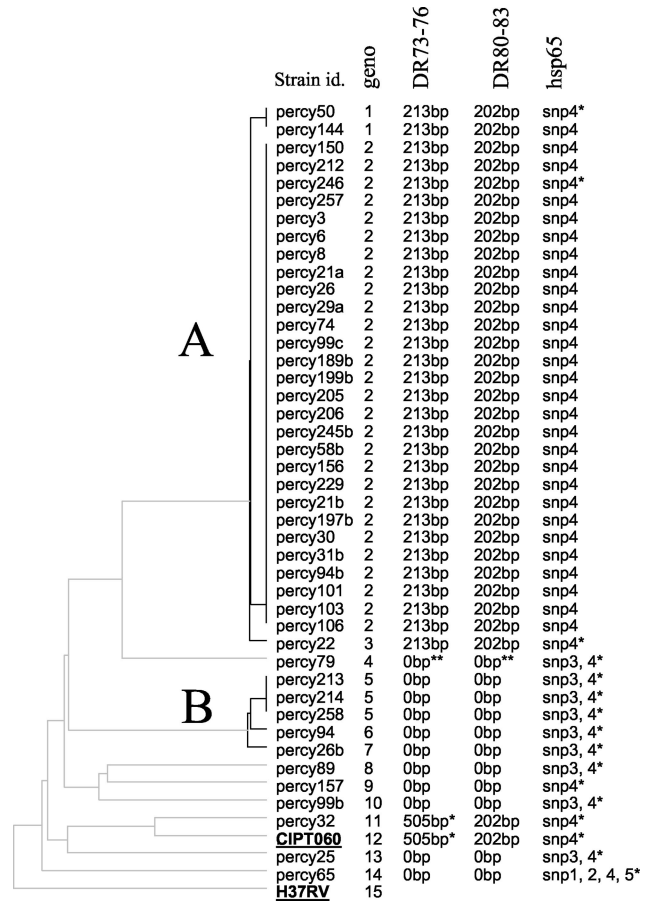 Strain id. geno DR73-76 DR80-83 hsp65
percy50 1 213bp 202bp snp4*
percy144 1 213bp 202bp snp4
percy150 2 213bp 202bp snp4
percy212 2 213bp 202bp snp4
percy246 2 213bp 202bp snp4*
percy257 2 213bp 202bp snp4
percy3 2 213bp 202bp snp4
percy6 2 213bp 202bp snp4
percy8 2 213bp 202bp snp4
percy21a 2 213bp 202bp snp4
percy26 2 213bp 202bp snp4
percy29a 2 213bp 202bp snp4
percy74 2 213bp 202bp snp4
A percy99c 2 213bp 202bp snp4
percy189b 2 213bp 202bp snp4
percy199b 2 213bp 202bp snp4
percy205 2 213bp 202bp snp4
percy206 2 213bp 202bp snp4
percy245b 2 213bp 202bp snp4
percy58b 2 213bp 202bp snp4
percy156 2 213bp 202bp snp4
percy229 2 213bp 202bp snp4
percy21b 2 213bp 202bp snp4
percy197b 2 213bp 202bp snp4
percy30 2 213bp 202bp snp4
percy31b 2 213bp 202bp snp4
percy94b 2 213bp 202bp snp4
percy101 2 213bp 202bp snp4
percy103 2 213bp 202bp snp4
percy106 2 213bp 202bp snp4
percy22 3 213bp 202bp snp4*
percy79 4 0bp** 0bp** snp3, 4*
percy213 5 0bp 0bp snp3, 4*
percy214 5 0bp 0bp snp3, 4*
B percy258 5 0bp 0bp snp3, 4*
percy94 6 0bp 0bp snp3, 4*
percy26b 7 0bp 0bp snp3, 4*
percy89 8 0bp 0bp snp3, 4*
percy157 9 0bp 0bp snp4*
percy99b 10 0bp 0bp snp3, 4*
percy32 11 505bp* 202bp snp4*
CIPT060 12 505bp* 202bp snp4*
percy25 13 0bp 0bp snp3, 4*
percy65 14 0bp 0bp snp1, 2, 4, 5*
H37RV 15